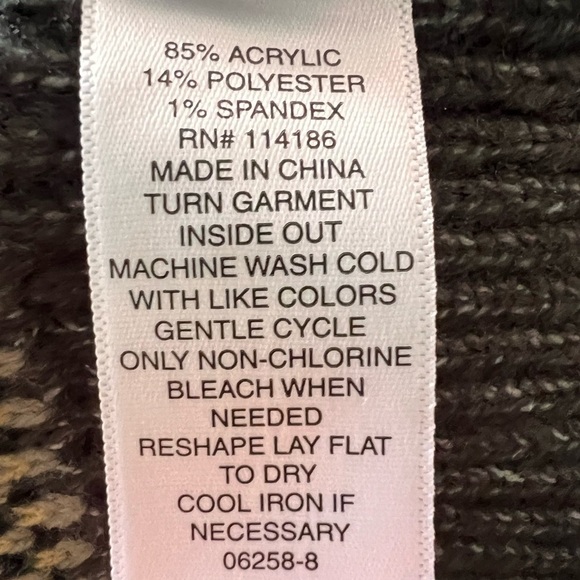 85% ACRYLIC
14% POLYESTER
1% SPANDEX
RN# 114186
MADE IN CHINA
TURN GARMENT
INSIDE OUT
MACHINE WASH COLD
WITH LIKE COLORS
GENTLE CYCLE
ONLY NON-CHLORINE
BLEACH WHEN
NEEDED
RESHAPE LAY FLAT
TO DRY
COOL IRON IF
NECESSARY
06258-8